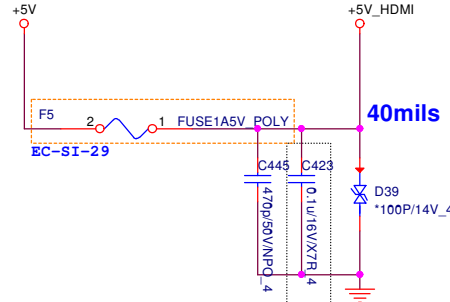 +5V
+5V_HDMI
F5
2
1
FUSE1A5V_POLY
40mils
EC-SI-29
C445
C423
470p/50V/NPO_4
0.1u/16V/X7R_4
D39
*100P/14V_4